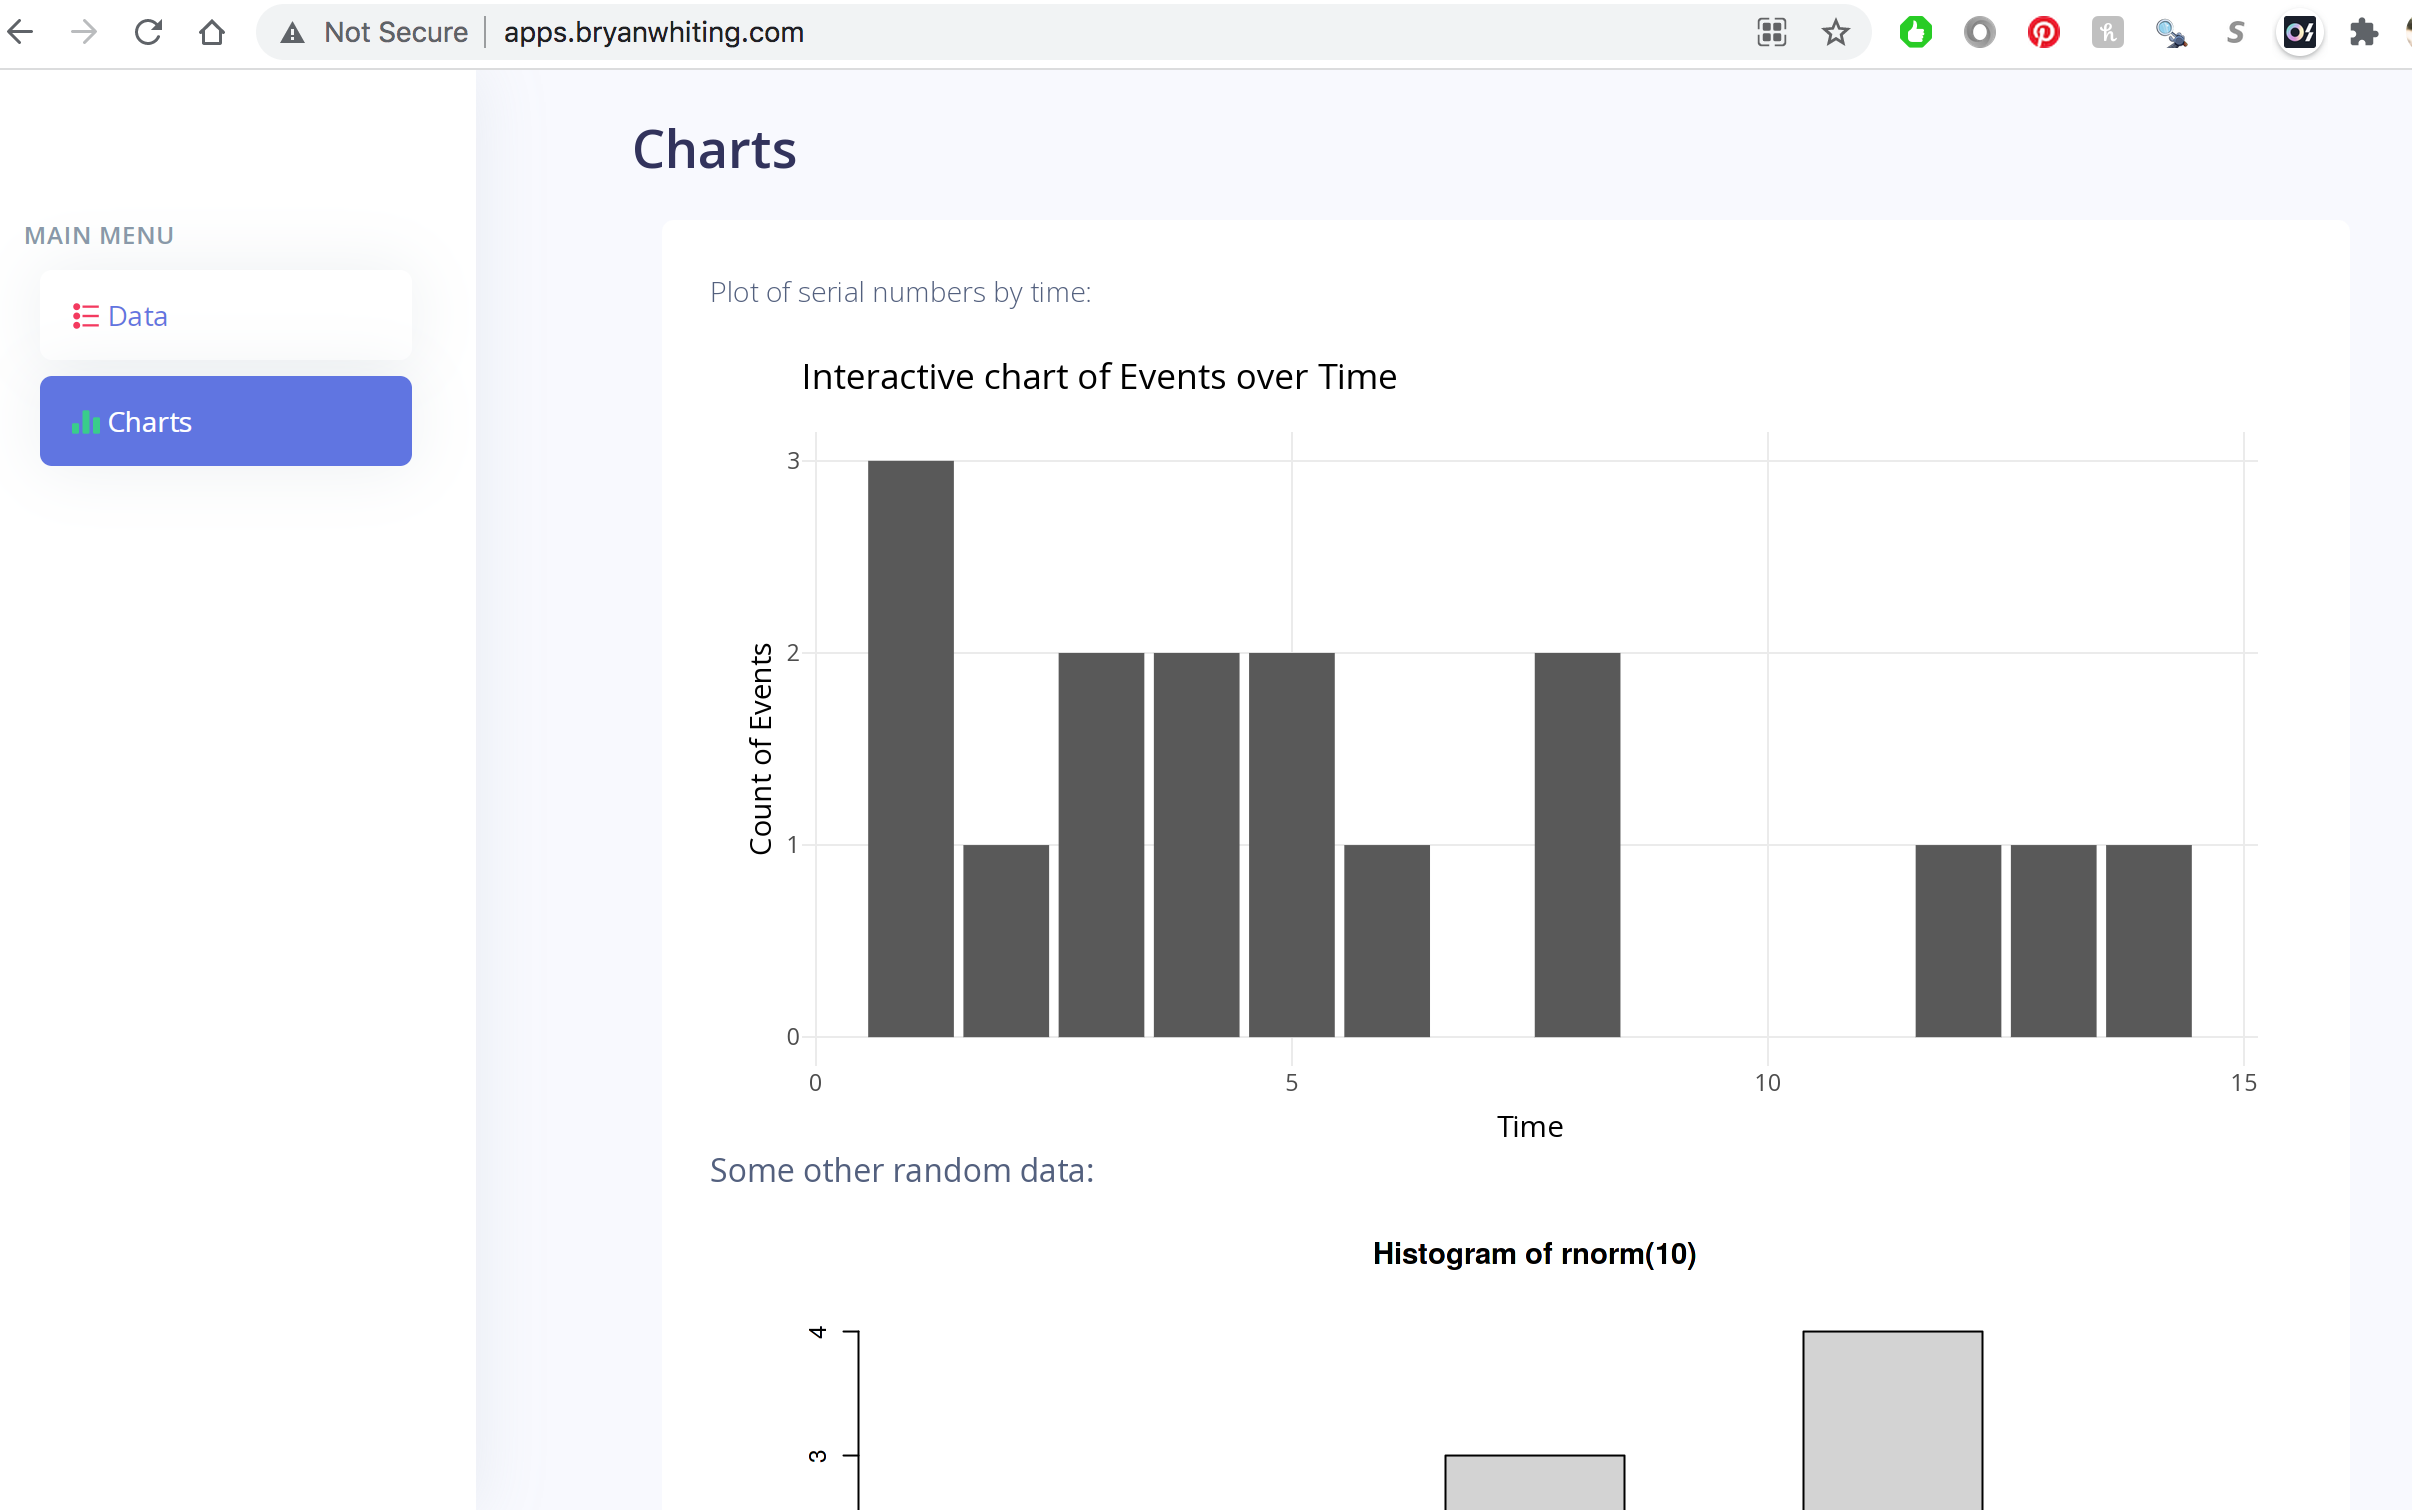 Not Secure | apps.bryanwhiting.com
Charts
MAIN MENU
Data
Charts
Plot of serial numbers by time:
Interactive chart of Events over Time
3
2
1
0
Count of Events
0 5 10 15
Time
Some other random data:
Histogram of rnorm(10)
4
3